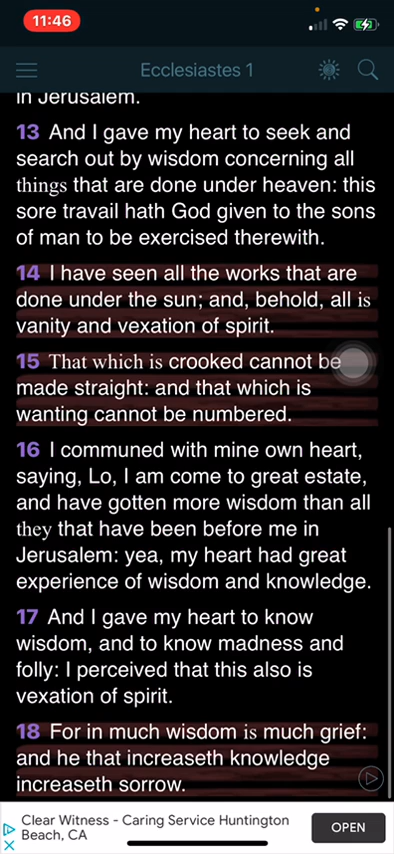 11:46
Ecclesiastes 1
in Jerusalem.
13 And I gave my heart to seek and
search out by wisdom concerning all
things that are done under heaven: this
sore travail hath God given to the sons
of man to be exercised therewith.
14 I have seen all the works that are
done under the sun; and, behold, all is
vanity and vexation of spirit.
15 That which is crooked cannot be
made straight: and that which is
wanting cannot be numbered.
16 I communed with mine own heart,
saying, Lo, I am come to great estate,
and have gotten more wisdom than all
they that have been before me in
Jerusalem: yea, my heart had great
experience of wisdom and knowledge.
17 And I gave my heart to know
wisdom, and to know madness and
folly: I perceived that this also is
vexation of spirit.
18 For in much wisdom is much grief:
and he that increaseth knowledge
increaseth sorrow.
Clear Witness - Caring Service Huntington
Beach, CA
OPEN